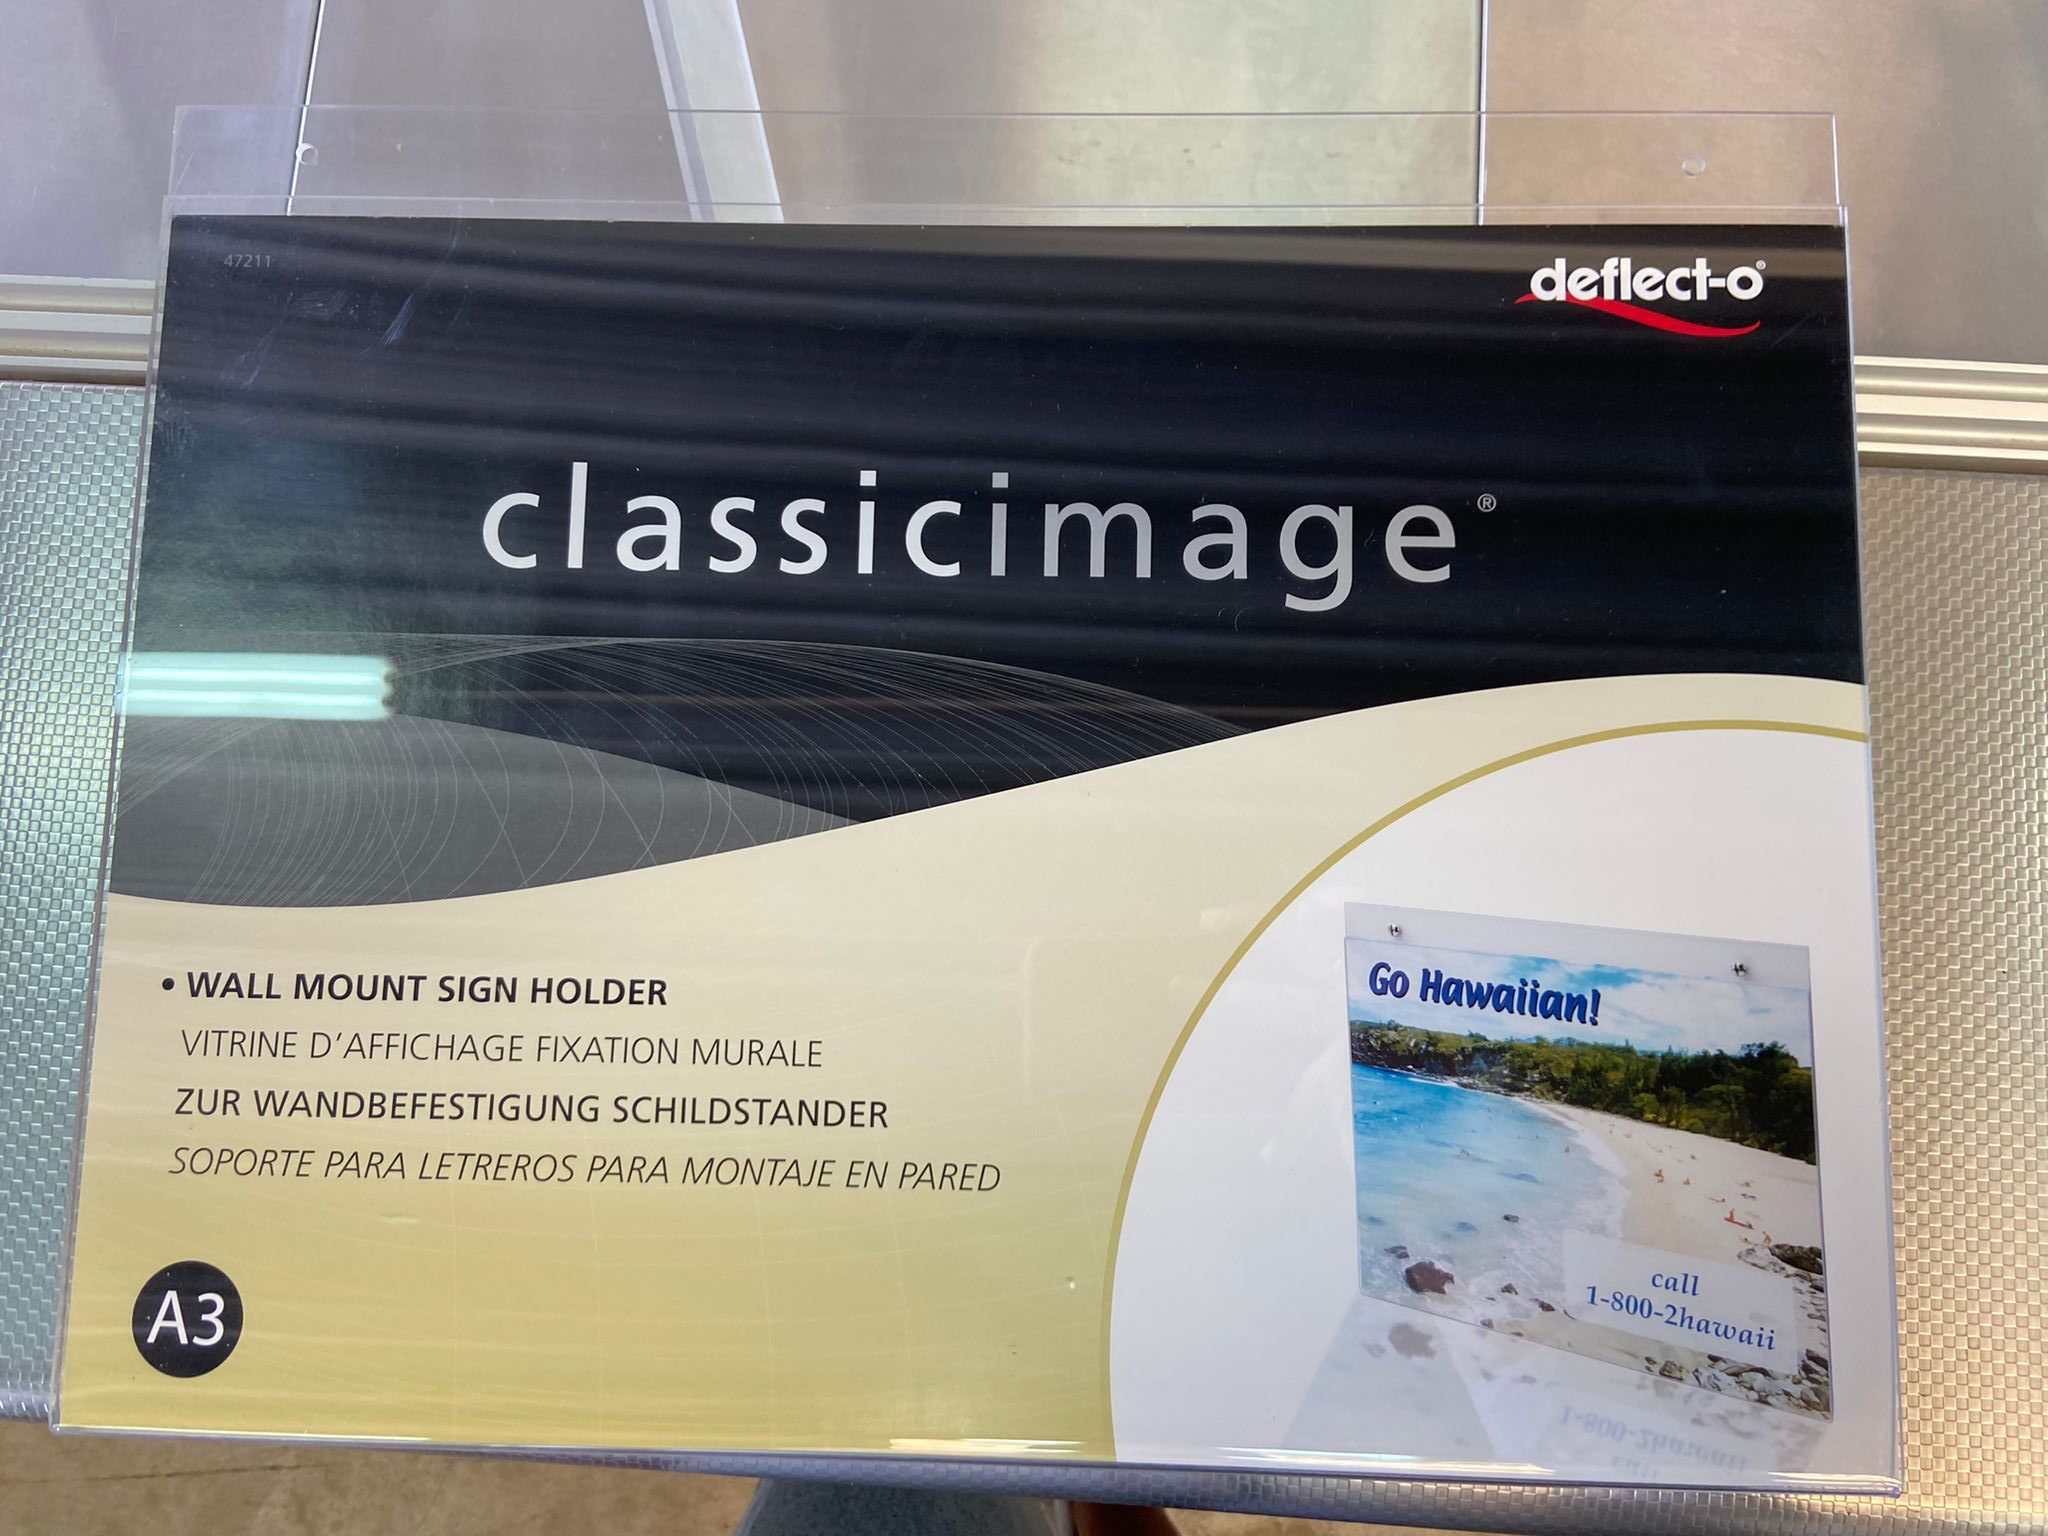 47211
deflect-o®
classicimage®
• WALL MOUNT SIGN HOLDER
VITRINE D'AFFICHAGE FIXATION MURALE
ZUR WANDBEFESTIGUNG SCHILDSTANDER
SOPORTE PARA LETREROS PARA MONTAJE EN PARED
A3
Go Hawaiian!
call
1-800-2hawaii